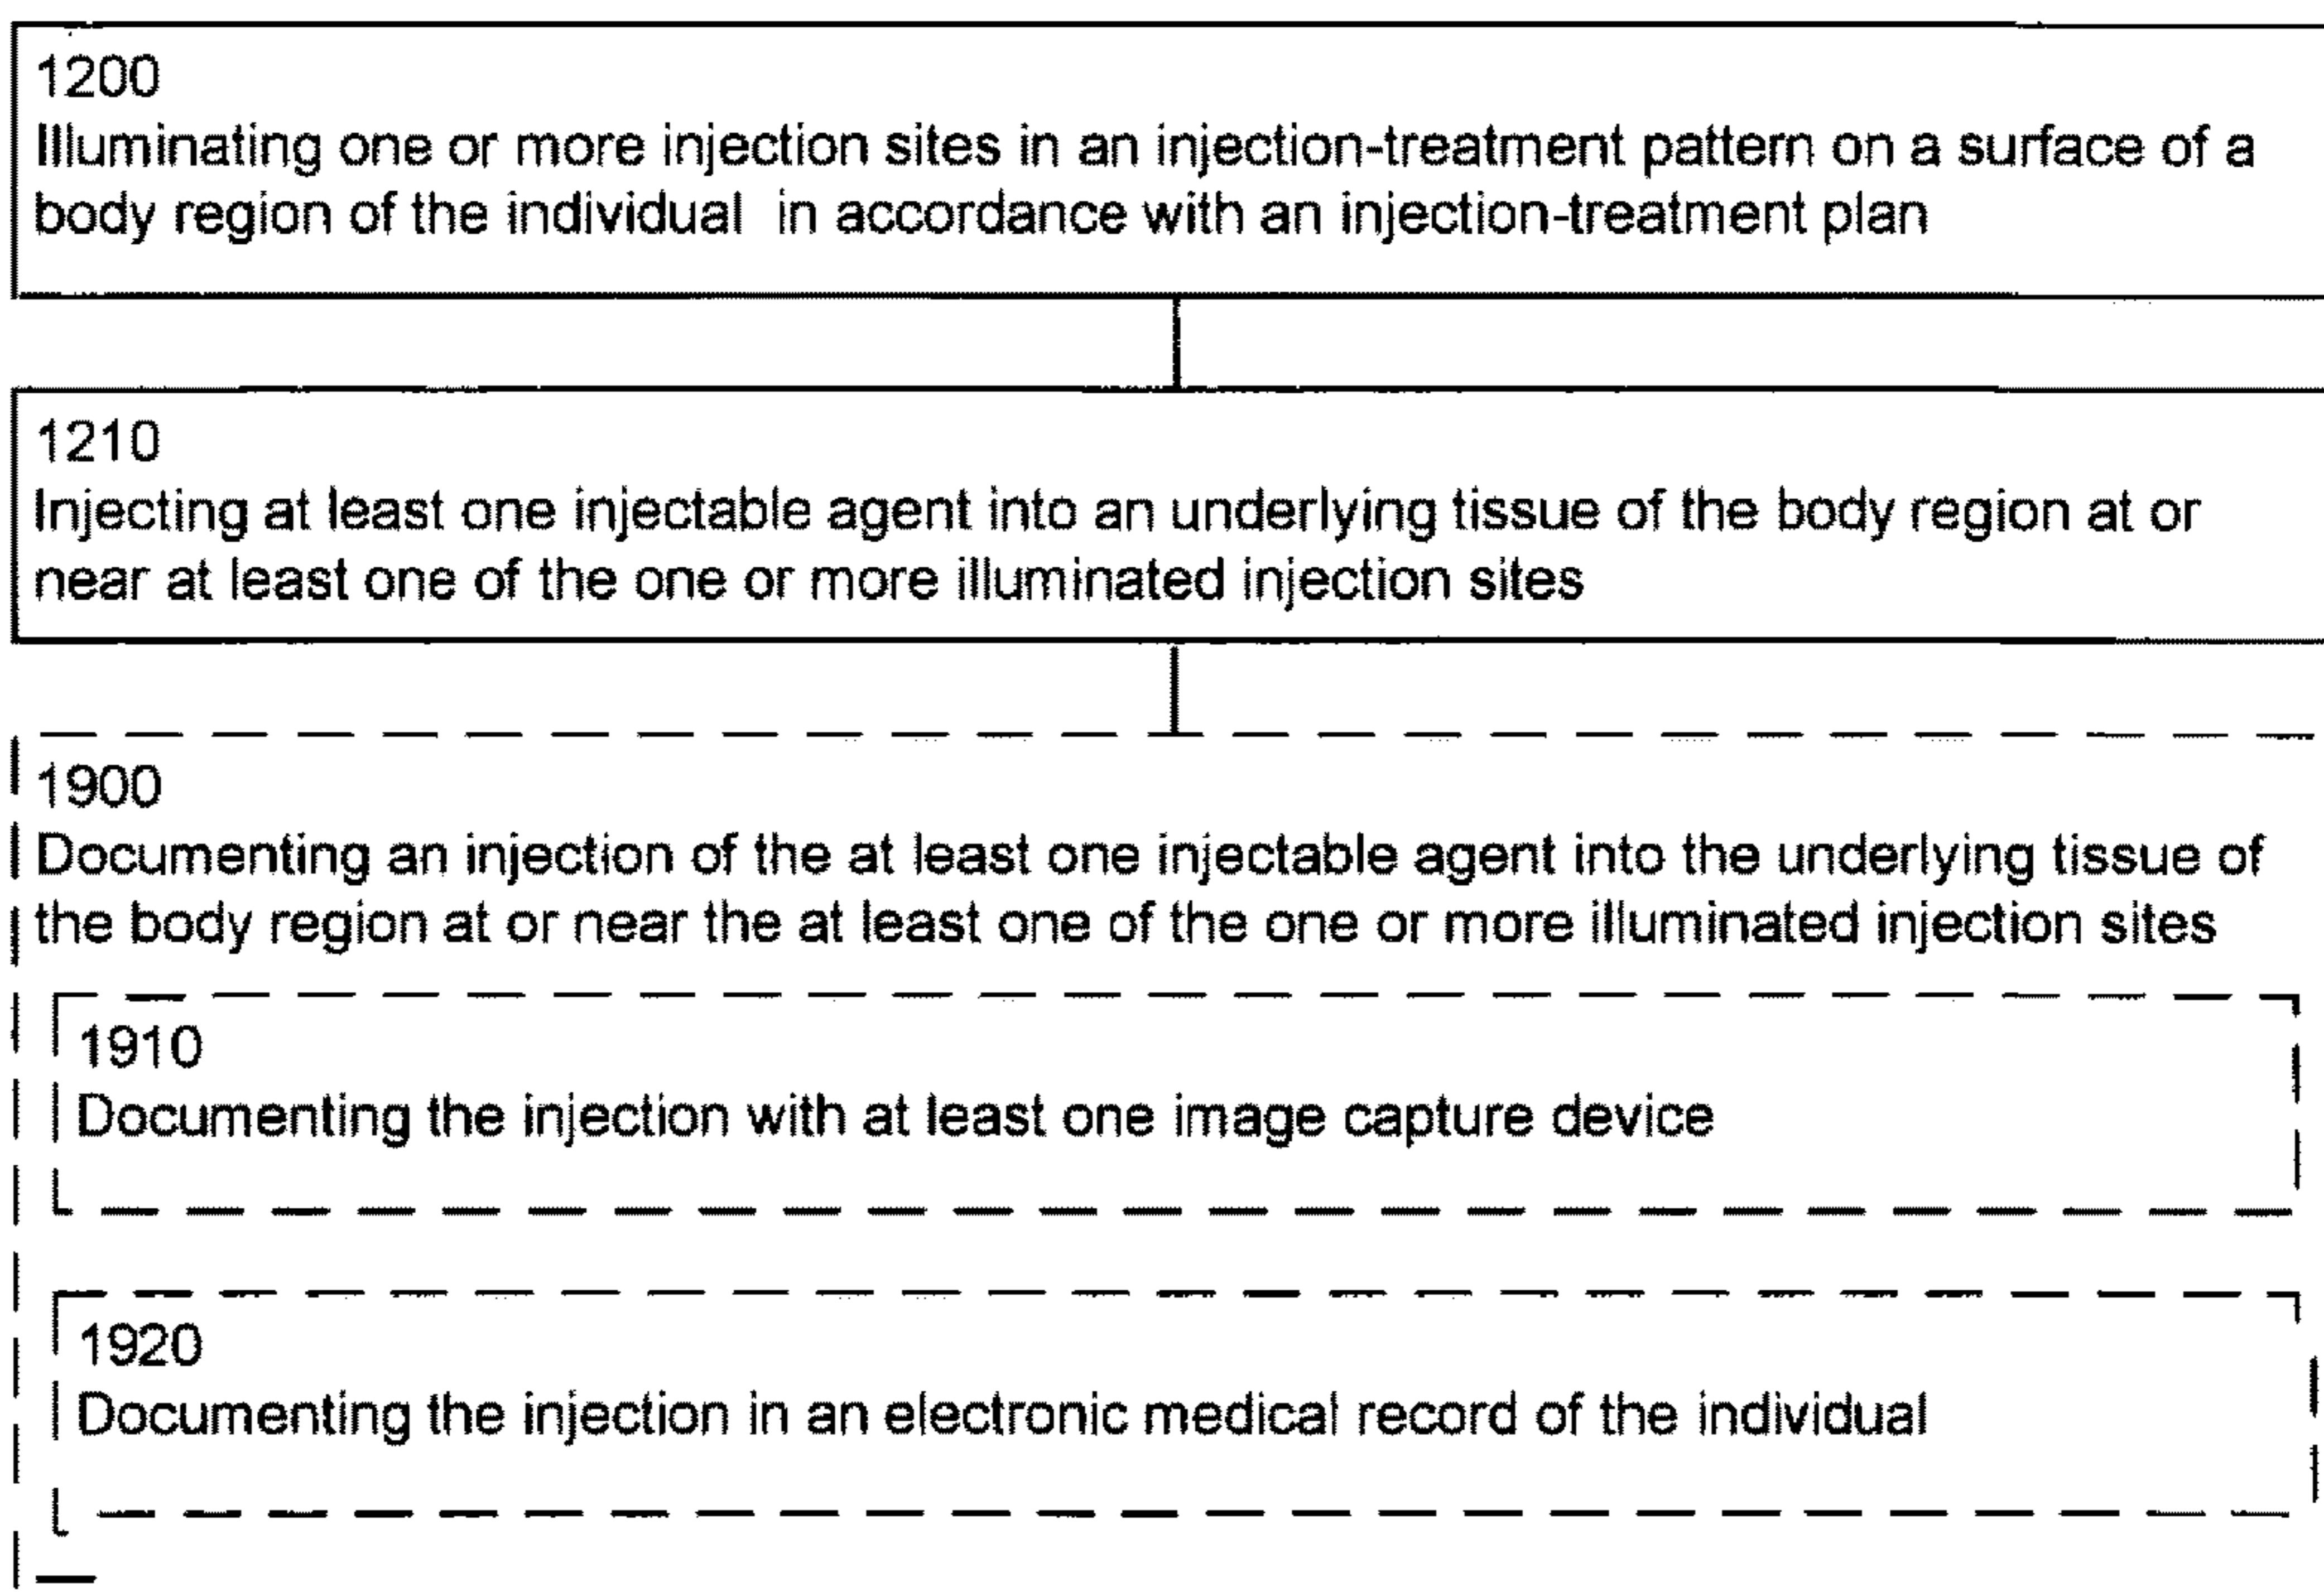 1200
Illuminating one or more injection sites in an injection-treatment pattern on a surface of a
body region of the individual in accordance with an injection-treatment plan
1210
Injecting at least one injectable agent into an underlying tissue of the body region at or
near at least one of the one or more illuminated injection sites
1900
Documenting an injection of the at least one injectable agent into the underlying tissue of
the body region at or near the at least one of the one or more illuminated injection sites
1910
Documenting the injection with at least one image capture device
1920
Documenting the injection in an electronic medical record of the individual